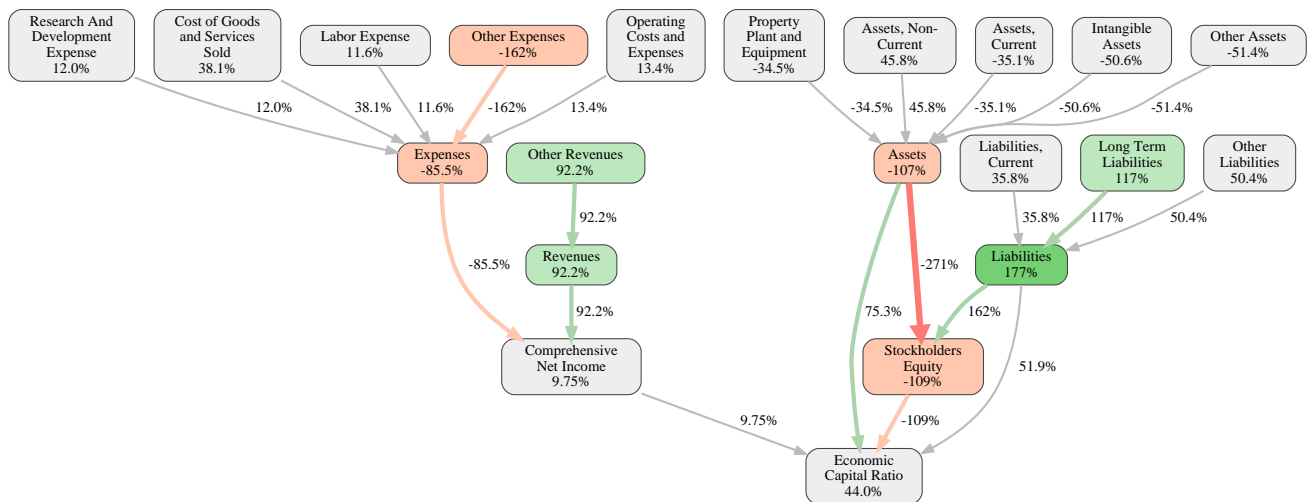 Research And
Development
Expense
12.0%
Cost of Goods
and Services
Sold
38.1%
Labor Expense
11.6%
Other Expenses
-162%
Operating
Costs and
Expenses
13.4%
Property
Plant and
Equipment
-34.5%
Assets, Non-
Current
45.8%
Assets,
Current
-35.1%
Intangible
Assets
-50.6%
Other Assets
-51.4%
12.0%
38.1%
11.6%
-162%
13.4%
-34.5%
45.8%
-35.1%
-50.6%
-51.4%
Expenses
-85.5%
Other Revenues
92.2%
Assets
-107%
Liabilities,
Current
35.8%
Long Term
Liabilities
117%
Other
Liabilities
50.4%
92.2%
35.8%
117%
50.4%
-85.5%
Revenues
92.2%
-271%
Liabilities
177%
92.2%
75.3%
162%
Comprehensive
Net Income
9.75%
Stockholders
Equity
-109%
51.9%
9.75%
-109%
Economic
Capital Ratio
44.0%